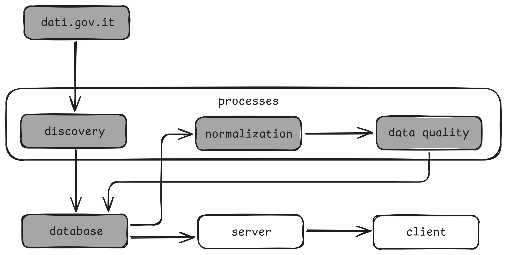 dati.gov.it
processes
discovery
normalization
data quality
database
server
client